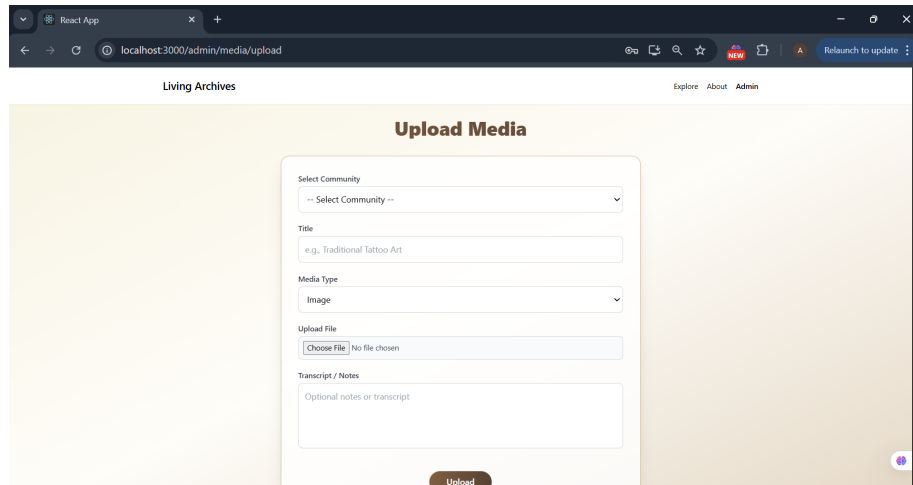 React App
localhost:3000/admin/media/upload
NEW
A
Relaunch to update
Living Archives
Explore About Admin
Upload Media
Select Community
-- Select Community --
Title
e.g., Traditional Tattoo Art
Media Type
Image
Upload File
Choose File No file chosen
Transcript / Notes
Optional notes or transcript
Upload